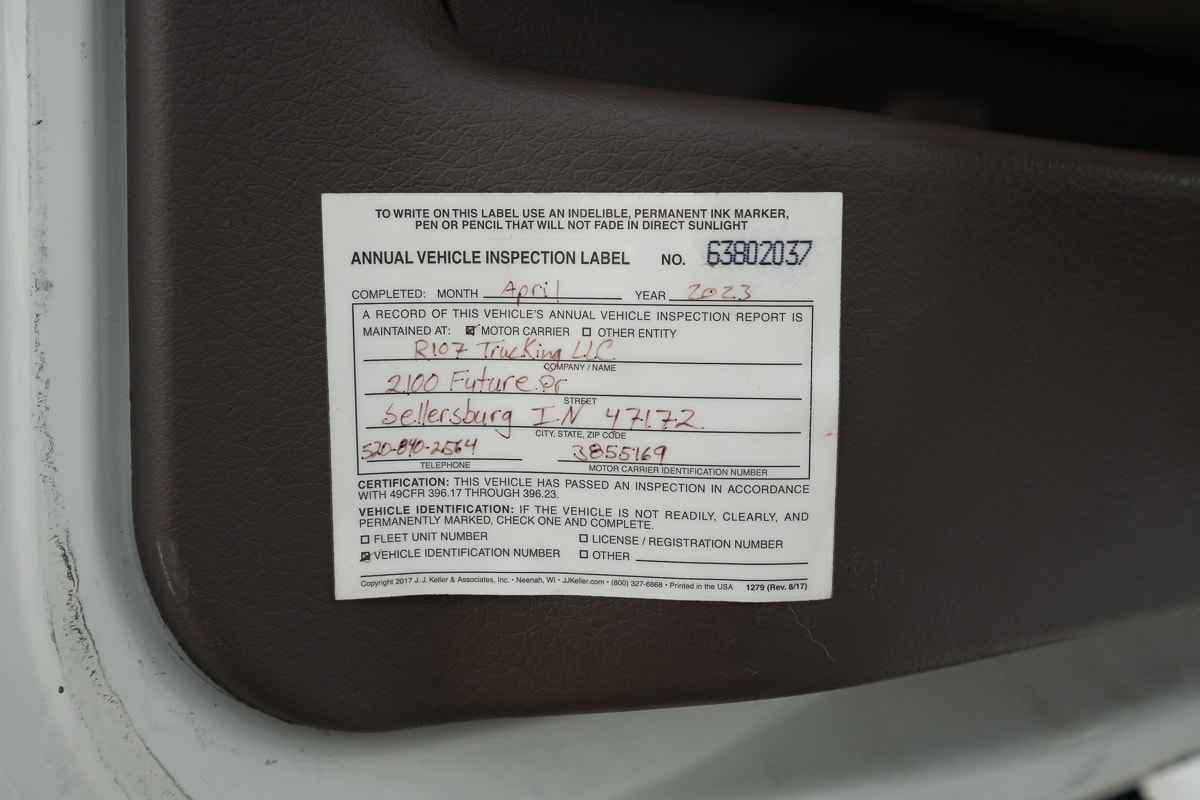 TO WRITE ON THIS LABEL USE AN INDELIBLE, PERMANENT INK MARKER,
PEN OR PENCIL THAT WILL NOT FADE IN DIRECT SUNLIGHT
ANNUAL VEHICLE INSPECTION LABEL NO. 63802037
COMPLETED: MONTH April YEAR 2023
A RECORD OF THIS VEHICLE'S ANNUAL VEHICLE INSPECTION REPORT IS
MAINTAINED AT: MOTOR CARRIER OTHER ENTITY
R107 Trucking LLC
COMPANY / NAME
2100 Future Dr
STREET
Sellersburg IN 47172
CITY, STATE, ZIP CODE
520-840-2564 3855169
TELEPHONE MOTOR CARRIER IDENTIFICATION NUMBER
CERTIFICATION: THIS VEHICLE HAS PASSED AN INSPECTION IN ACCORDANCE
WITH 49CFR 396.17 THROUGH 396.23.
VEHICLE IDENTIFICATION: IF THE VEHICLE IS NOT READILY, CLEARLY, AND
PERMANENTLY MARKED, CHECK ONE AND COMPLETE.
FLEET UNIT NUMBER LICENSE / REGISTRATION NUMBER
VEHICLE IDENTIFICATION NUMBER OTHER
Copyright 2017 J. J. Keller & Associates, Inc. • Neenah, WI • JJKeller.com • (800) 327-6868 • Printed in the USA 1279 (Rev. 8/17)